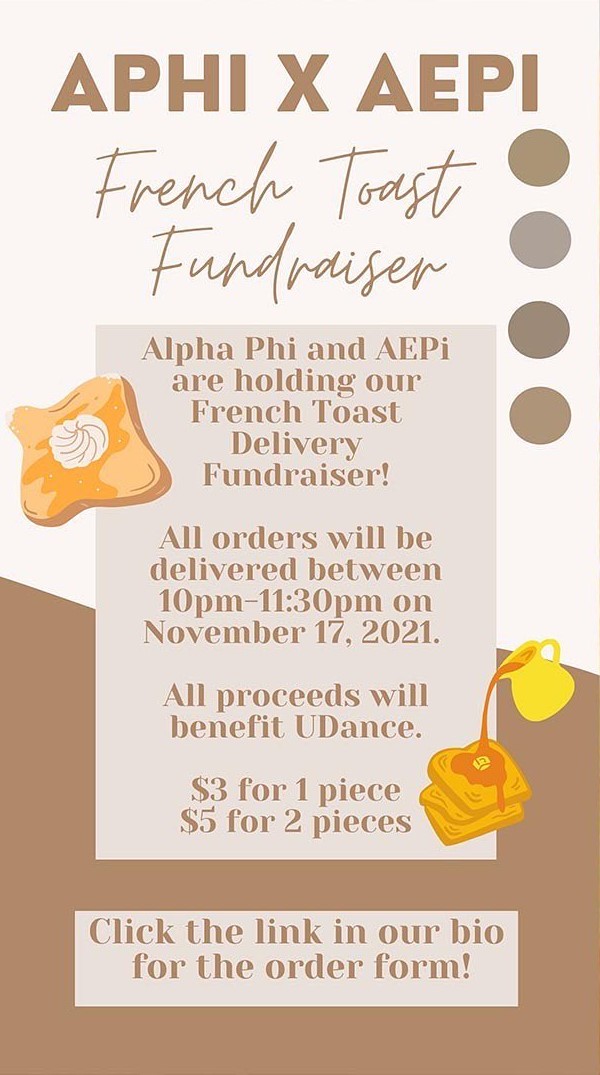 APHI X AEPI
French Toast
Fundraiser
Alpha Phi and AEPi
are holding our
French Toast
Delivery
Fundraiser!
All orders will be
delivered between
10pm-11:30pm on
November 17, 2021.
All proceeds will
benefit UDance.
$3 for 1 piece
$5 for 2 pieces
Click the link in our bio
for the order form!